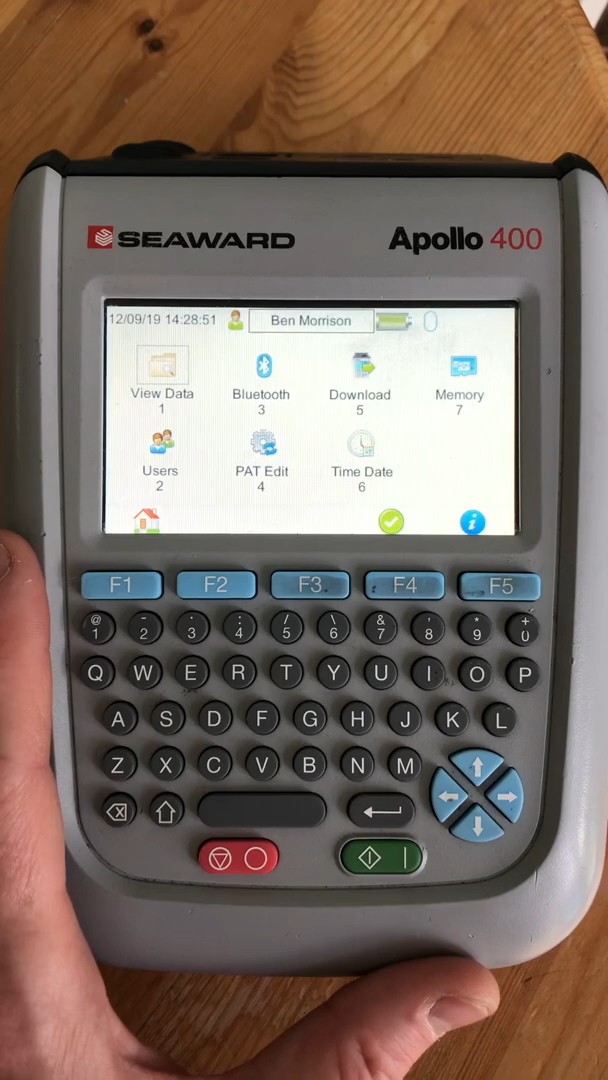 SEAWARD
Apollo 400
12/09/19 14:28:51 Ben Morrison 0
View Data Bluetooth Download Memory
1 3 5 7
Users PAT Edit Time Date
2 4 6
F1 F2 F3 F4 F5
@ - . : / \ & ' * +
1 2 3 4 5 6 7 8 9 0
Q W E R T Y U I O P
A S D F G H J K L
Z X C V B N M